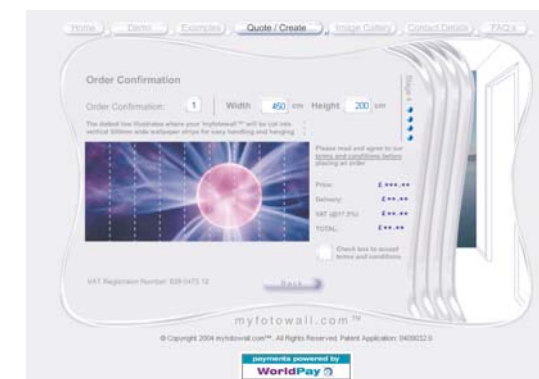 Home Demo Examples Quote / Create Image Gallery Contact Details FAQ's
Order Confirmation
Order Confirmation: 1 Width 450 cm Height 200 cm
Stage 4
The dotted line illustrates where your 'myfotowall'™ will be cut into
vertical 500mm wide wallpaper strips for easy handling and hanging
Please read and agree to our
terms and conditions before
placing an order
Price: £ ***.**
Delivery: £**.**
VAT (@17.5%) £**.**
TOTAL: £**.**
Check box to accept
terms and conditions
VAT Registration Number: 839 0473 12
Back
myfotowall.com™
© Copyright 2004 myfotowall.com™. All Rights Reserved. Patent Application: 0409032.0
payments powered by
WorldPay